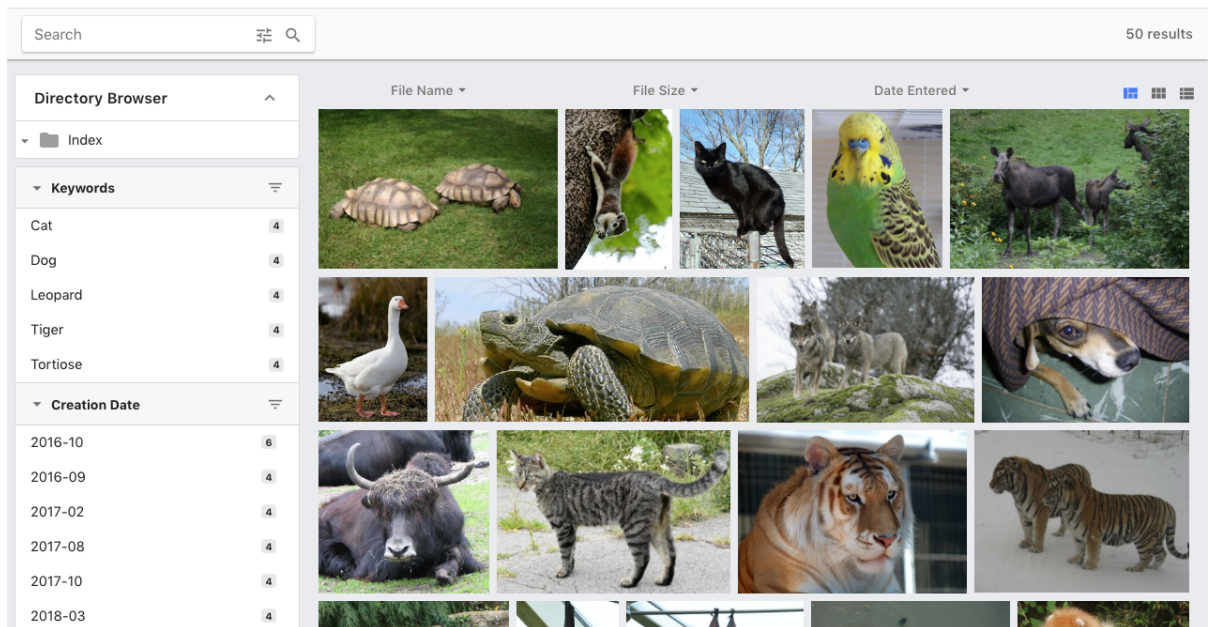 Search
50 results
Directory Browser
Index
Keywords
Cat 4
Dog 4
Leopard 4
Tiger 4
Tortoise 4
Creation Date
2016-10 6
2016-09 4
2017-02 4
2017-08 4
2017-10 4
2018-03 4
File Name File Size Date Entered